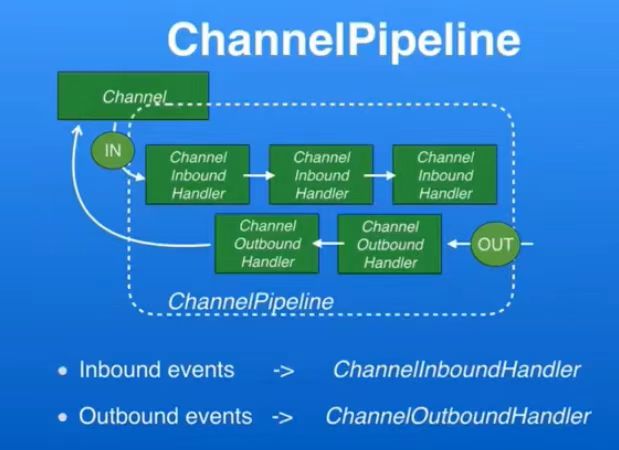 ChannelPipeline
Channel
IN
Channel
Inbound
Handler
Channel
Inbound
Handler
Channel
Inbound
Handler
Channel
Outbound
Handler
Channel
Outbound
Handler
OUT
ChannelPipeline
• Inbound events -> ChannelInboundHandler
• Outbound events -> ChannelOutboundHandler